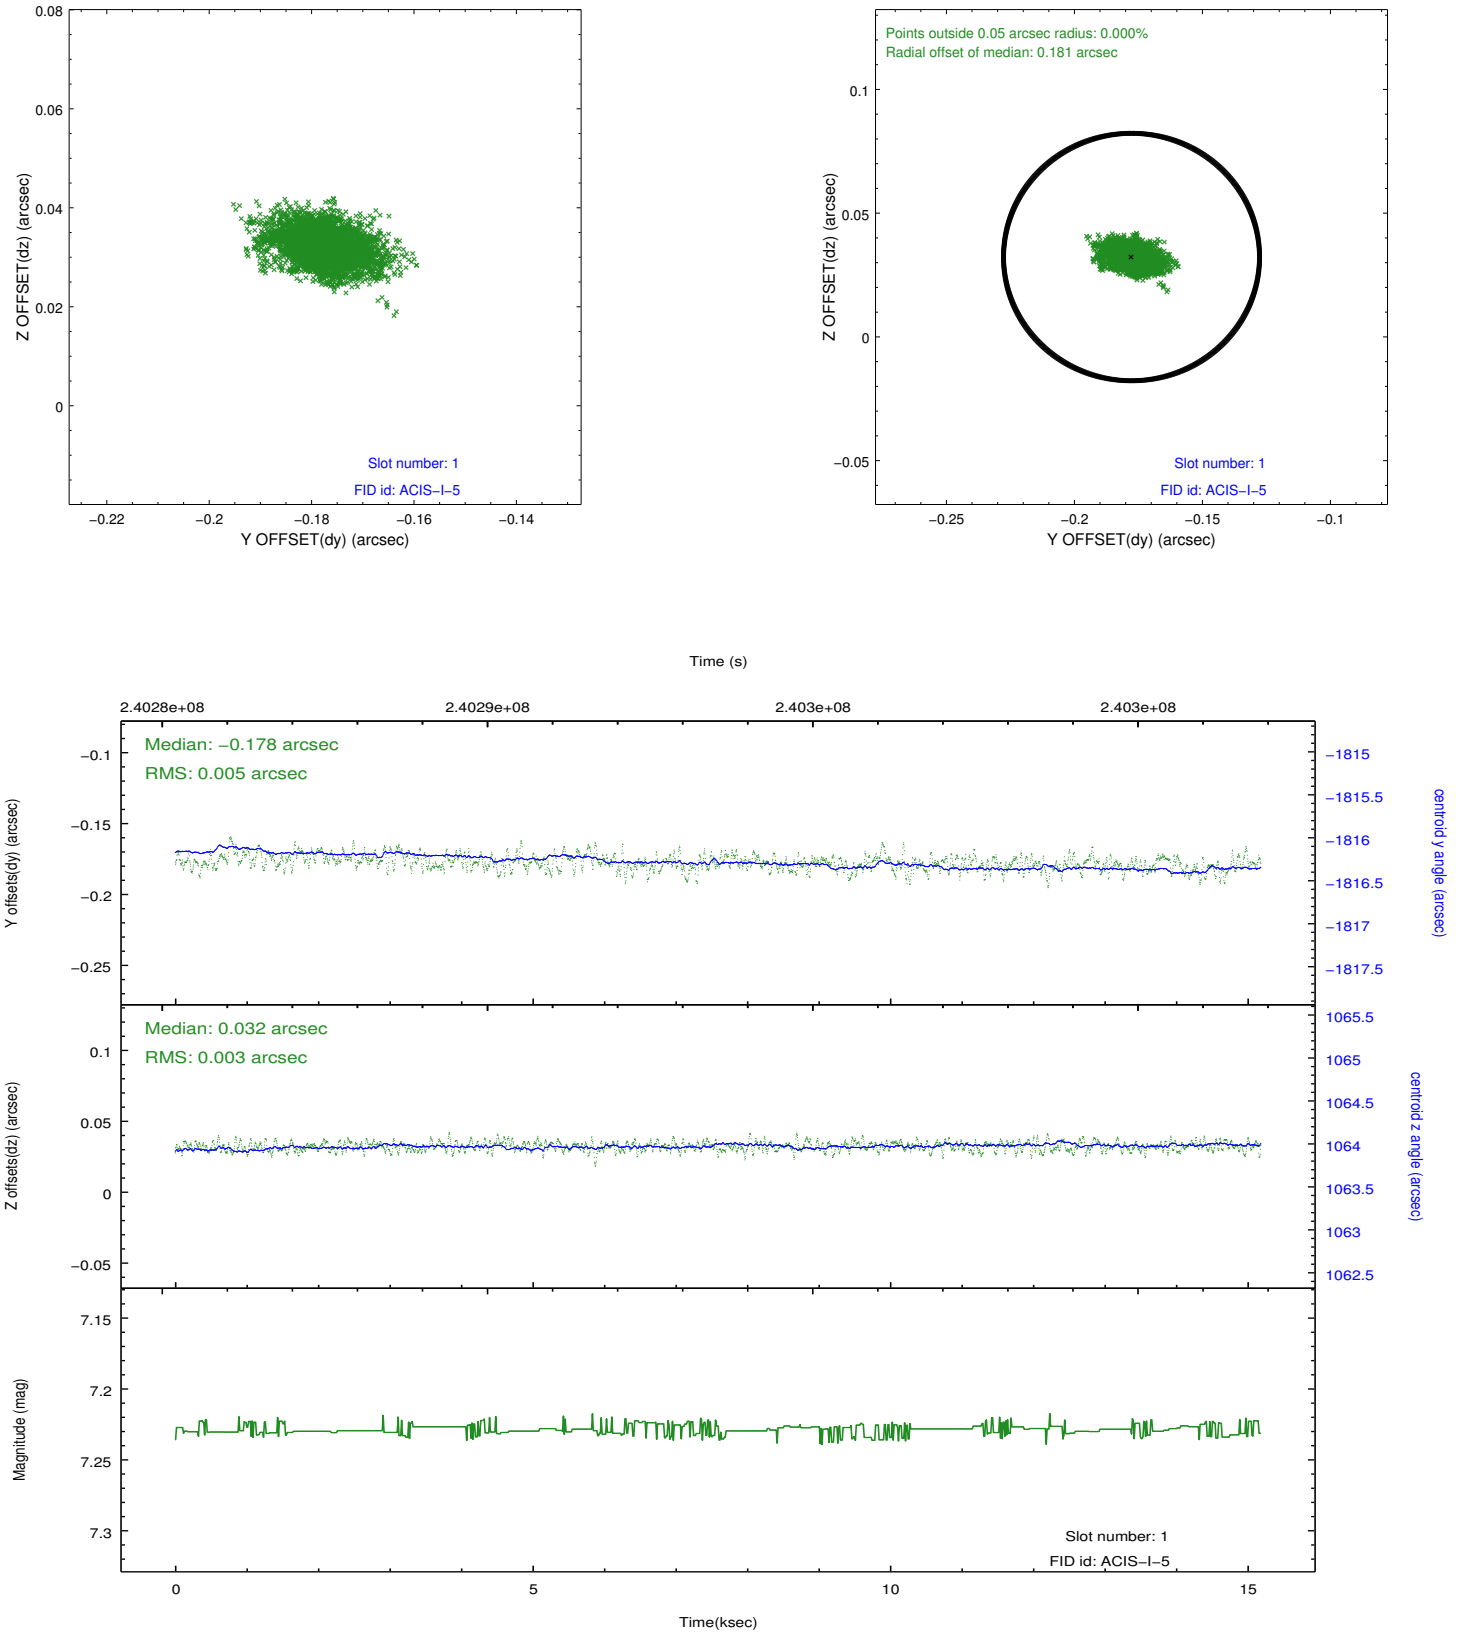 0.08
0.06
0.04
0.02
0
Z OFFSET(dz) (arcsec)
Slot number: 1
FID id: ACIS−I−5
−0.22
−0.2
−0.18
−0.16
−0.14
Y OFFSET(dy) (arcsec)
Points outside 0.05 arcsec radius: 0.000%
Radial offset of median: 0.181 arcsec
0.1
0.05
0
−0.05
Z OFFSET(dz) (arcsec)
Slot number: 1
FID id: ACIS−I−5
−0.25
−0.2
−0.15
−0.1
Y OFFSET(dy) (arcsec)
Time (s)
2.4028e+08
2.4029e+08
2.403e+08
2.403e+08
Median: −0.178 arcsec
RMS: 0.005 arcsec
−0.1
−0.15
−0.2
−0.25
Y offsets(dy) (arcsec)
−1815
−1815.5
−1816
−1816.5
−1817
−1817.5
centroid y angle (arcsec)
Median: 0.032 arcsec
RMS: 0.003 arcsec
0.1
0.05
0
−0.05
Z offsets(dz) (arcsec)
1065.5
1065
1064.5
1064
1063.5
1063
1062.5
centroid z angle (arcsec)
7.15
7.2
7.25
7.3
Magnitude (mag)
Slot number: 1
FID id: ACIS−I−5
0
5
10
15
Time(ksec)